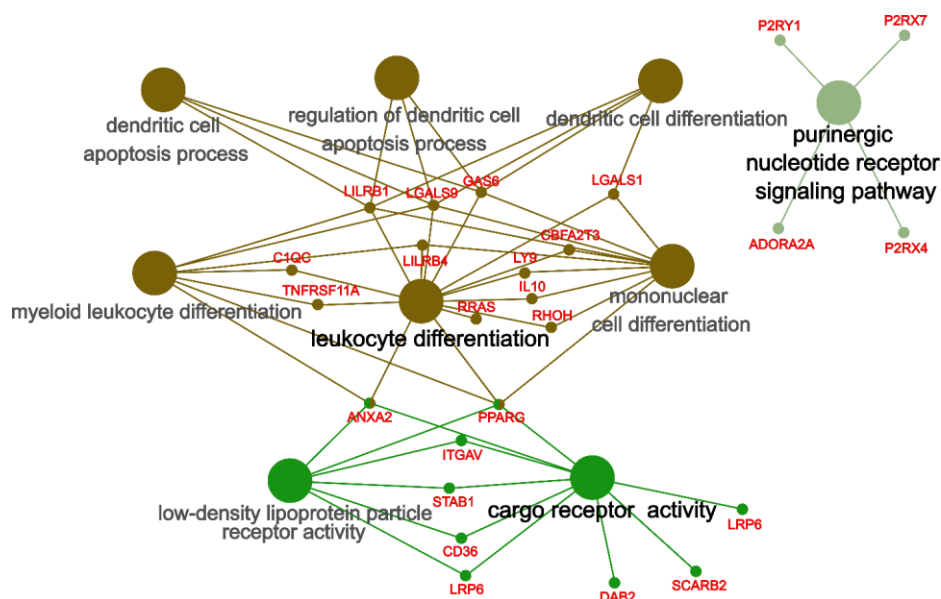 P2RY1
P2RX7
dendritic cell
apoptosis process
regulation of dendritic cell
apoptosis process
dendritic cell differentiation
purinergic
nucleotide receptor
signaling pathway
ADORA2A
P2RX4
LILRB1
LGALS9
GAS6
LGALS1
CBFA2T3
C1QC
LILRB4
LY9
TNFRSF11A
IL10
RRAS
RHOH
myeloid leukocyte differentiation
leukocyte differentiation
mononuclear
cell differentiation
ANXA2
PPARG
ITGAV
STAB1
low-density lipoprotein particle
receptor activity
cargo receptor activity
LRP6
CD36
LRP6
DAB2
SCARB2